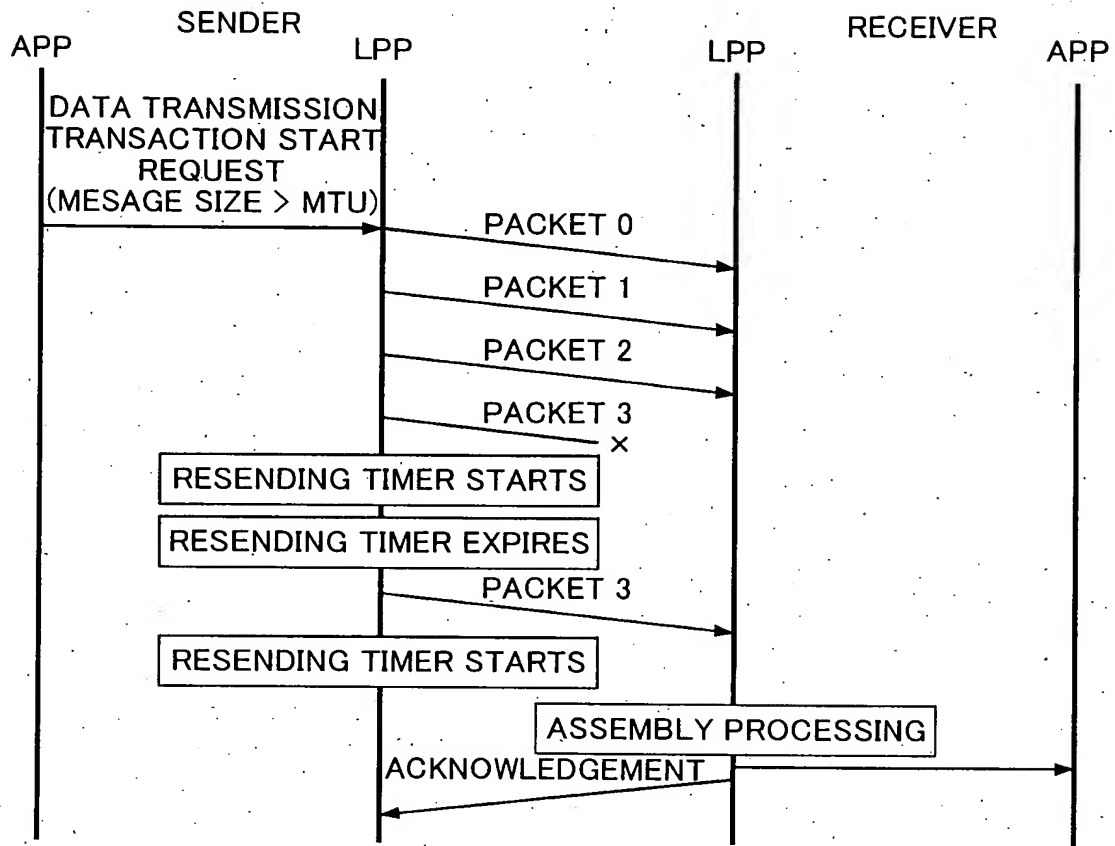 SENDER
RECEIVER
APP
LPP
LPP
APP
DATA TRANSMISSION
TRANSACTION START
REQUEST
(MESAGE SIZE > MTU)
PACKET 0
PACKET 1
PACKET 2
PACKET 3
×
RESENDING TIMER STARTS
RESENDING TIMER EXPIRES
PACKET 3
RESENDING TIMER STARTS
ASSEMBLY PROCESSING
ACKNOWLEDGEMENT